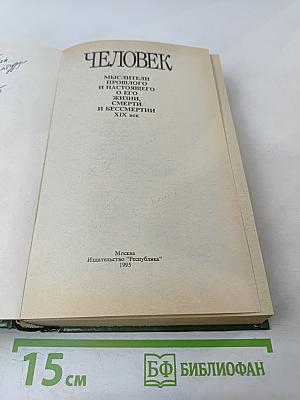 ЧЕЛОВЕК
МЫСЛИТЕЛИ
ПРОШЛОГО
И НАСТОЯЩЕГО
О ЕГО
ЖИЗНИ,
СМЕРТИ
И БЕССМЕРТИИ
XIX век
Москва
Издательство "Республика"
1995
15 см
БФ БИБЛИОФАН